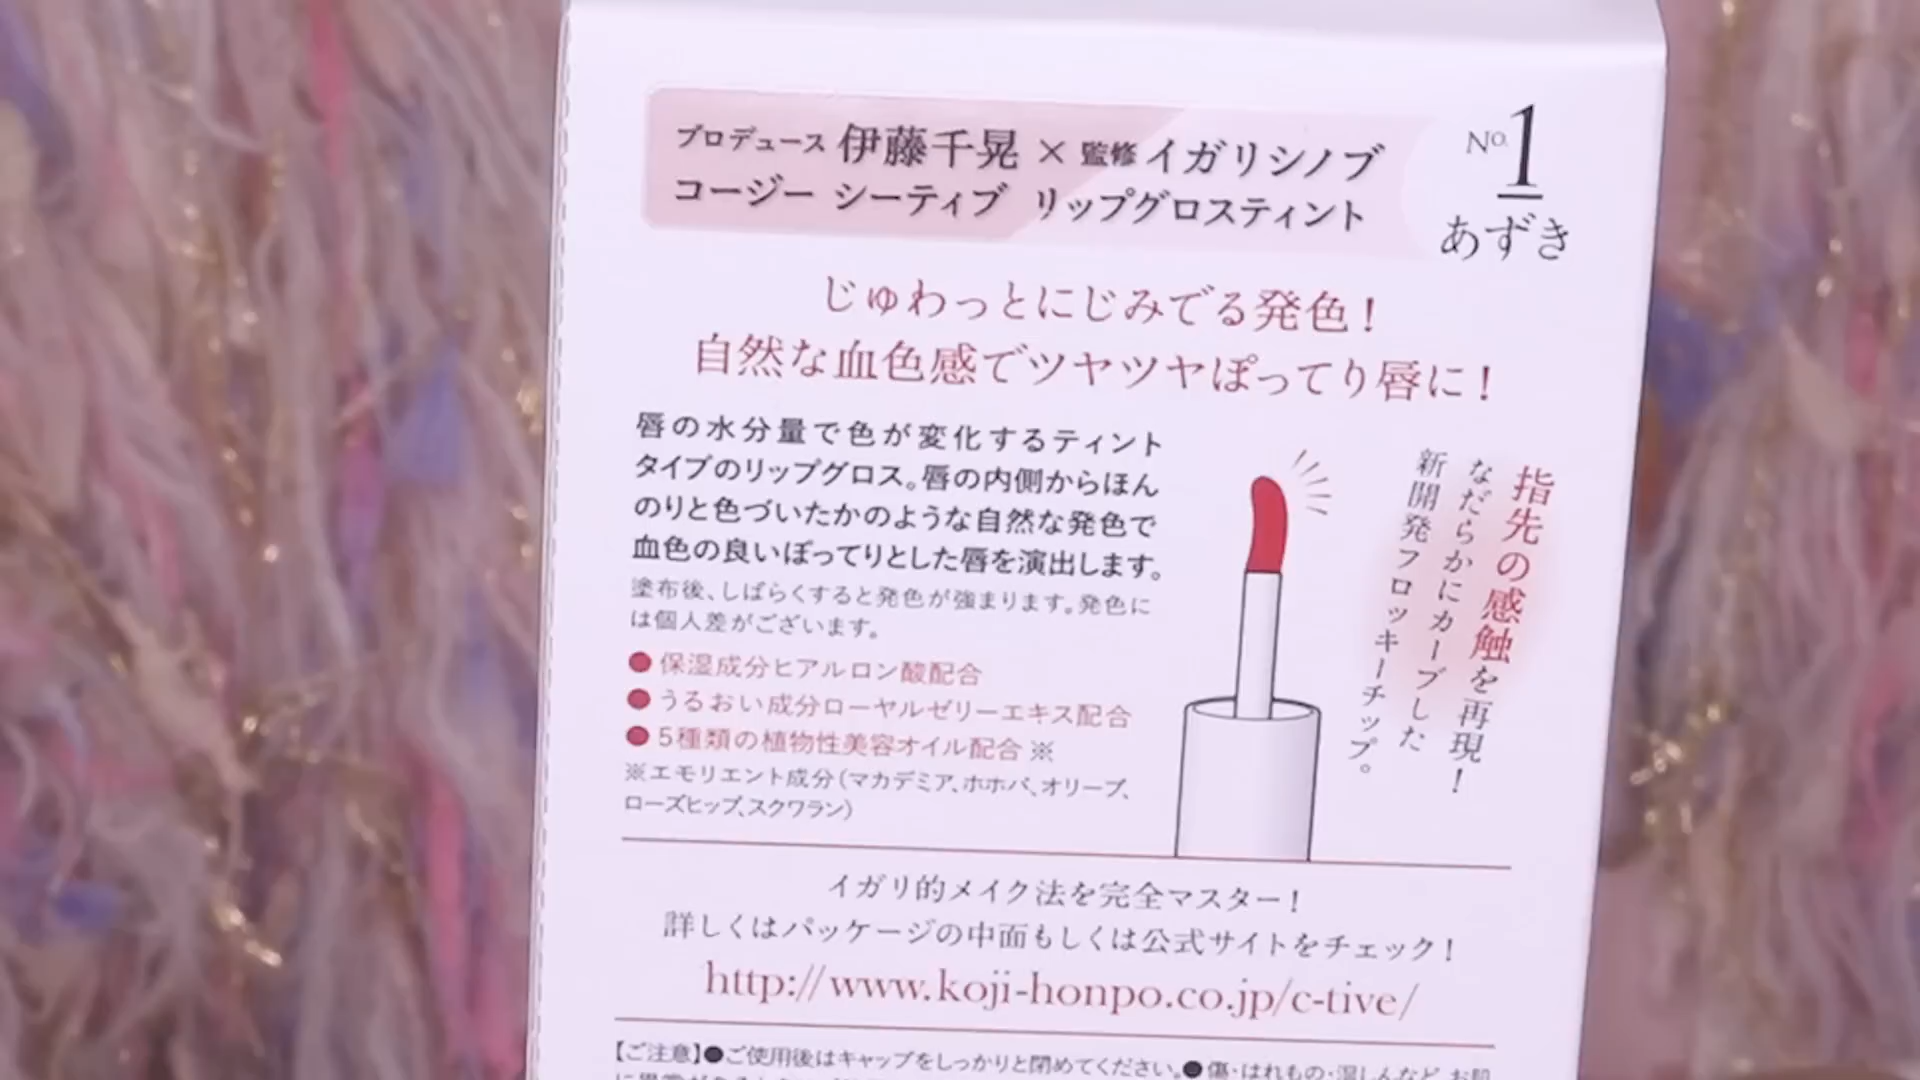 プロデュース 伊藤千晃 × 監修 イガリシノブ
コージー シーティブ リップグロスティント
No.1
あずき
じゅわっとにじみでる発色！
自然な血色感でツヤツヤぽってり唇に！
唇の水分量で色が変化するティント
タイプのリップグロス。唇の内側からほん
のりと色づいたかのような自然な発色で
血色の良いぽってりとした唇を演出します。
塗布後、しばらくすると発色が強まります。発色に
は個人差がございます。
●保湿成分ヒアルロン酸配合
●うるおい成分ローヤルゼリーエキス配合
●5種類の植物性美容オイル配合※
※エモリエント成分(マカデミア、ホホバ、オリーブ、
ローズヒップ、スクワラン)
指先の感触を再現！
なだらかにカーブした
新開発フロッキーチップ。
イガリ的メイク法を完全マスター！
詳しくはパッケージの中面もしくは公式サイトをチェック！
http://www.koji-honpo.co.jp/c-tive/
【ご注意】●ご使用後はキャップをしっかりと閉めてください。●傷・はれもの・湿しんなど、お肌